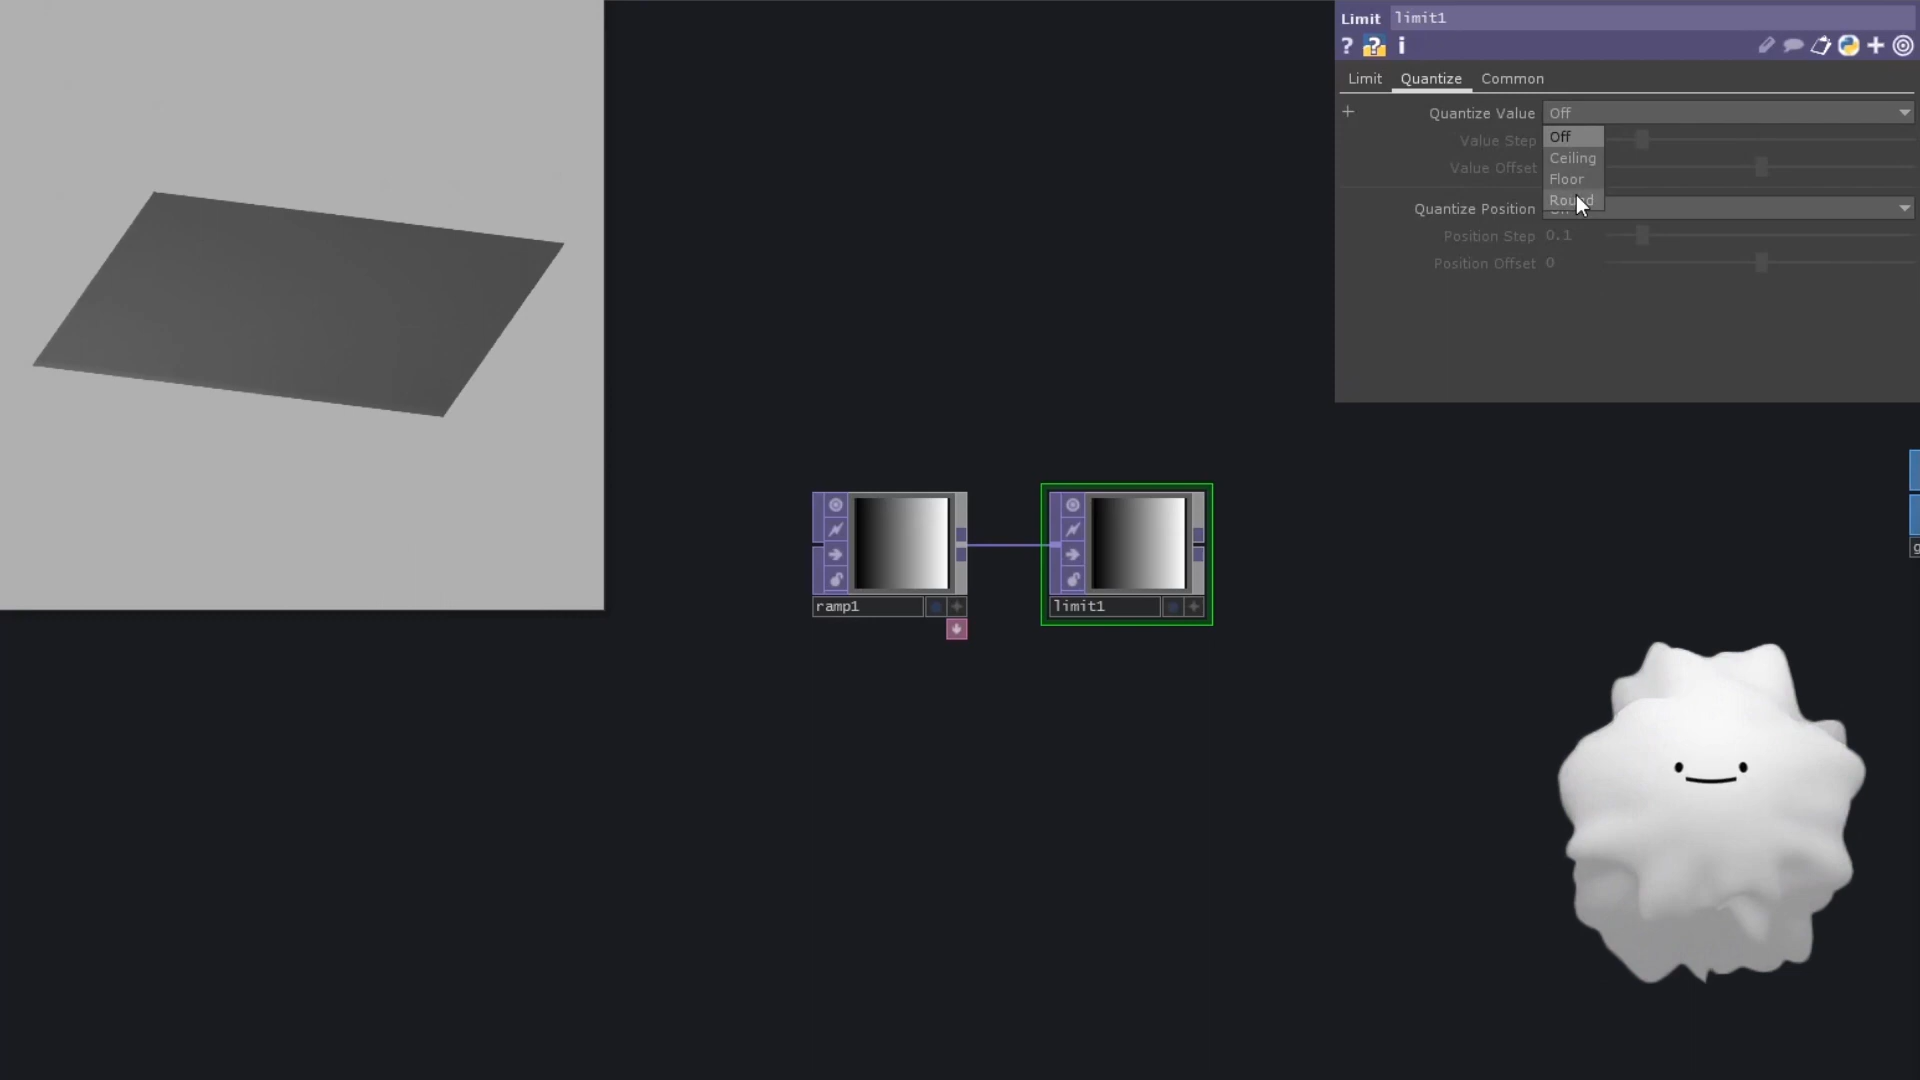 Limit limit1
? ? i
Limit Quantize Common
+ Quantize Value Off
Off
Value Step
Ceiling
Value Offset
Floor
Round
Quantize Position
Position Step 0.1
Position Offset 0
ramp1
limit1
g